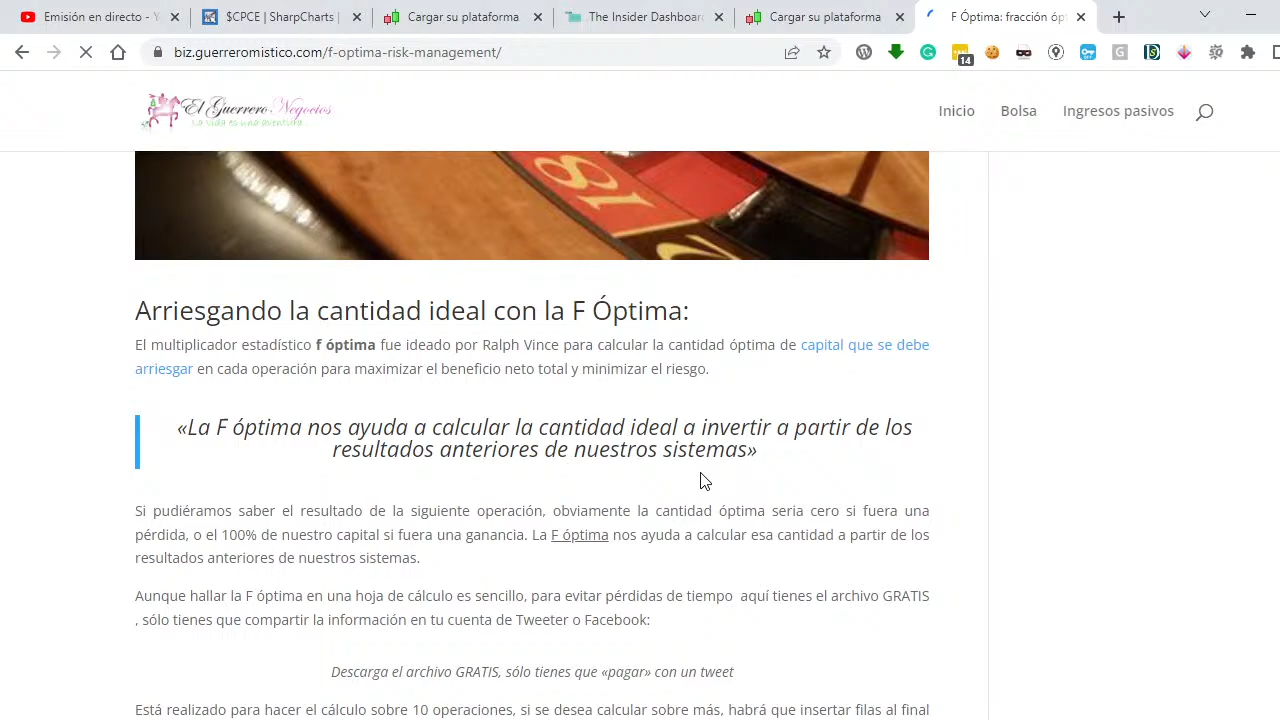 Emisión en directo - Y
$CPCE | SharpCharts |
Cargar su plataforma
The Insider Dashboar
Cargar su plataforma
F Óptima: fracción ópt
biz.guerreromistico.com/f-optima-risk-management/
14
El Guerrero Negocios
La vida es una aventura...
Inicio
Bolsa
Ingresos pasivos
18
Arriesgando la cantidad ideal con la F Óptima:
El multiplicador estadístico f óptima fue ideado por Ralph Vince para calcular la cantidad óptima de capital que se debe
arriesgar en cada operación para maximizar el beneficio neto total y minimizar el riesgo.
«La F óptima nos ayuda a calcular la cantidad ideal a invertir a partir de los
resultados anteriores de nuestros sistemas»
Si pudiéramos saber el resultado de la siguiente operación, obviamente la cantidad óptima seria cero si fuera una
pérdida, o el 100% de nuestro capital si fuera una ganancia. La F óptima nos ayuda a calcular esa cantidad a partir de los
resultados anteriores de nuestros sistemas.
Aunque hallar la F óptima en una hoja de cálculo es sencillo, para evitar pérdidas de tiempo aquí tienes el archivo GRATIS
, sólo tienes que compartir la información en tu cuenta de Tweeter o Facebook:
Descarga el archivo GRATIS, sólo tienes que «pagar» con un tweet
Está realizado para hacer el cálculo sobre 10 operaciones, si se desea calcular sobre más, habrá que insertar filas al final